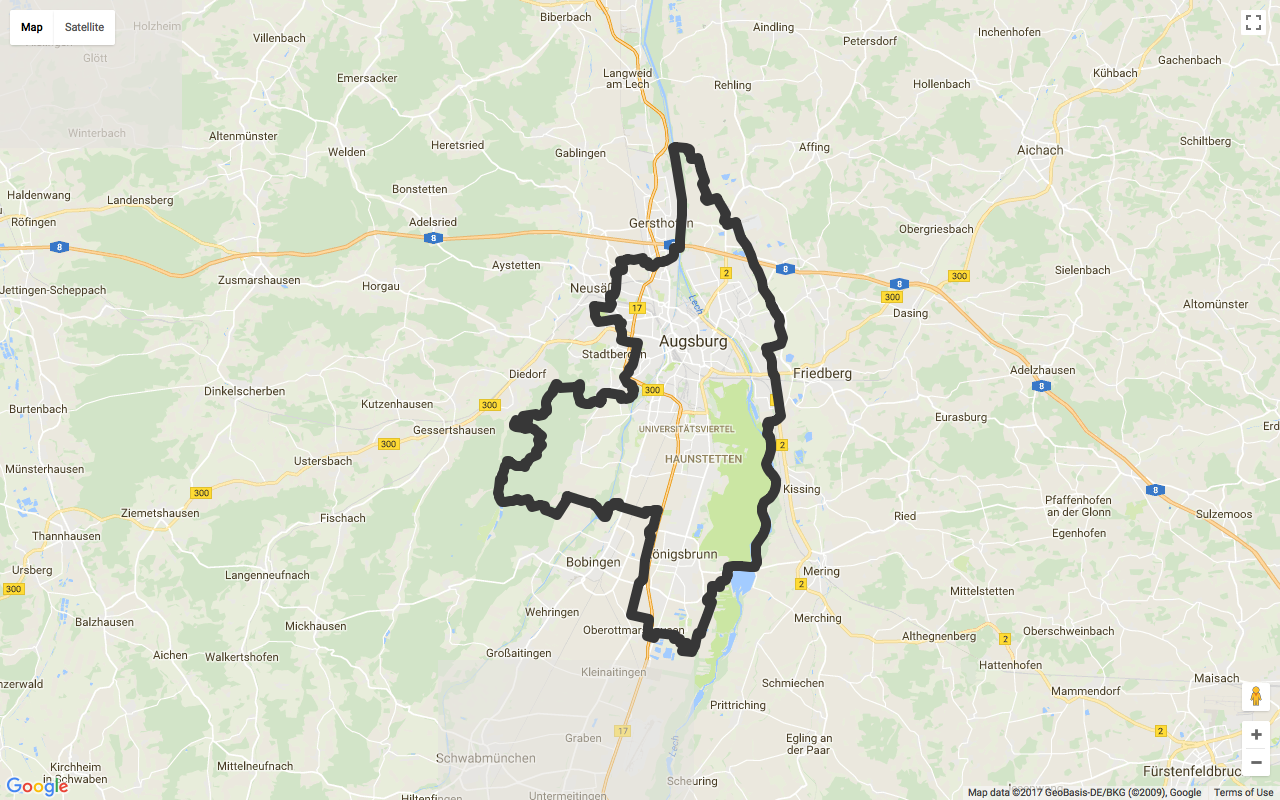 Map
Satellite
Holzheim
Biberbach
Aindling
Villenbach
Petersdorf
Inchenhofen
Glött
Emersacker
Langweid
am Lech
Rehling
Hollenbach
Kühbach
Gachenbach
Winterbach
Altenmünster
Welden
Heretsried
Gablingen
Affing
Aichach
Schiltberg
Haldenwang
Landensberg
Bonstetten
Röfingen
Adelsried
Gersthofen
Obergriesbach
8
8
Aystetten
8
2
Sielenbach
Zusmarshausen
Horgau
Neusäß
8
300
Jettingen-Scheppach
300
Altomünster
17
Lech
Dasing
Augsburg
Stadtbergen
Diedorf
Friedberg
Adelzhausen
8
Dinkelscherben
300
Burtenbach
Kutzenhausen
300
Eurasburg
Gessertshausen
UNIVERSITÄTSVIERTEL
300
2
Ustersbach
HAUNSTETTEN
Münsterhausen
300
Kissing
8
Ziemetshausen
Fischach
Pfaffenhofen
an der Glonn
Ried
Sulzemoos
Thannhausen
Egenhofen
Königsbrunn
Bobingen
Ursberg
Langenneufnach
Mering
300
2
Mittelstetten
Wehringen
Balzhausen
Mickhausen
Merching
Oberottmarshausen
Oberschweinbach
Althegnenberg
2
Aichen
Walkertshofen
Großaitingen
Hattenhofen
Kleinaitingen
Maisach
Schmiechen
Mammendorf
Prittriching
17
2
Graben
Egling an
der Paar
Lech
Schwabmünchen
Kirchheim
in Schwaben
Mittelneufnach
Fürstenfeldbruck
Scheuring
Google
Hiltenfingen
Untermeitingen
Map data ©2017 GeoBasis-DE/BKG (©2009), Google
Terms of Use